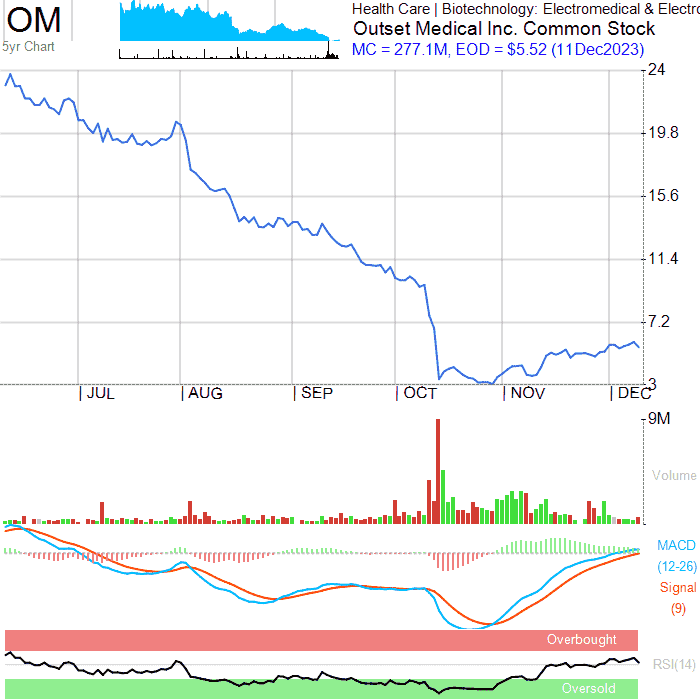 OM
5yr Chart
Health Care | Biotechnology: Electromedical & Electro
Outset Medical Inc. Common Stock
MC = 277.1M, EOD = $5.52 (11Dec2023)
24
19.8
15.6
11.4
7.2
3
JUL AUG SEP OCT NOV DEC
9M
Volume
MACD
(12-26)
Signal
(9)
Overbought
RSI(14)
Oversold